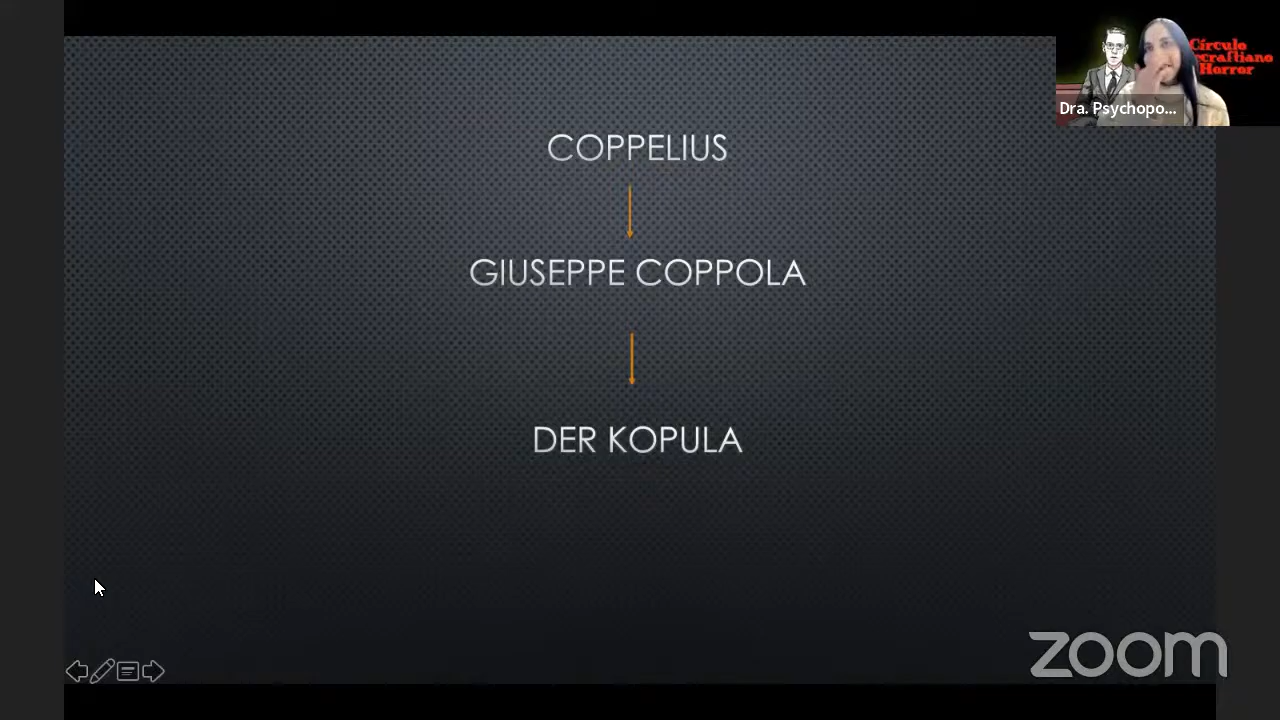 COPPELIUS
GIUSEPPE COPPOLA
DER KOPULA
Círculo
Horror
Dra. Psychopo...
zoom